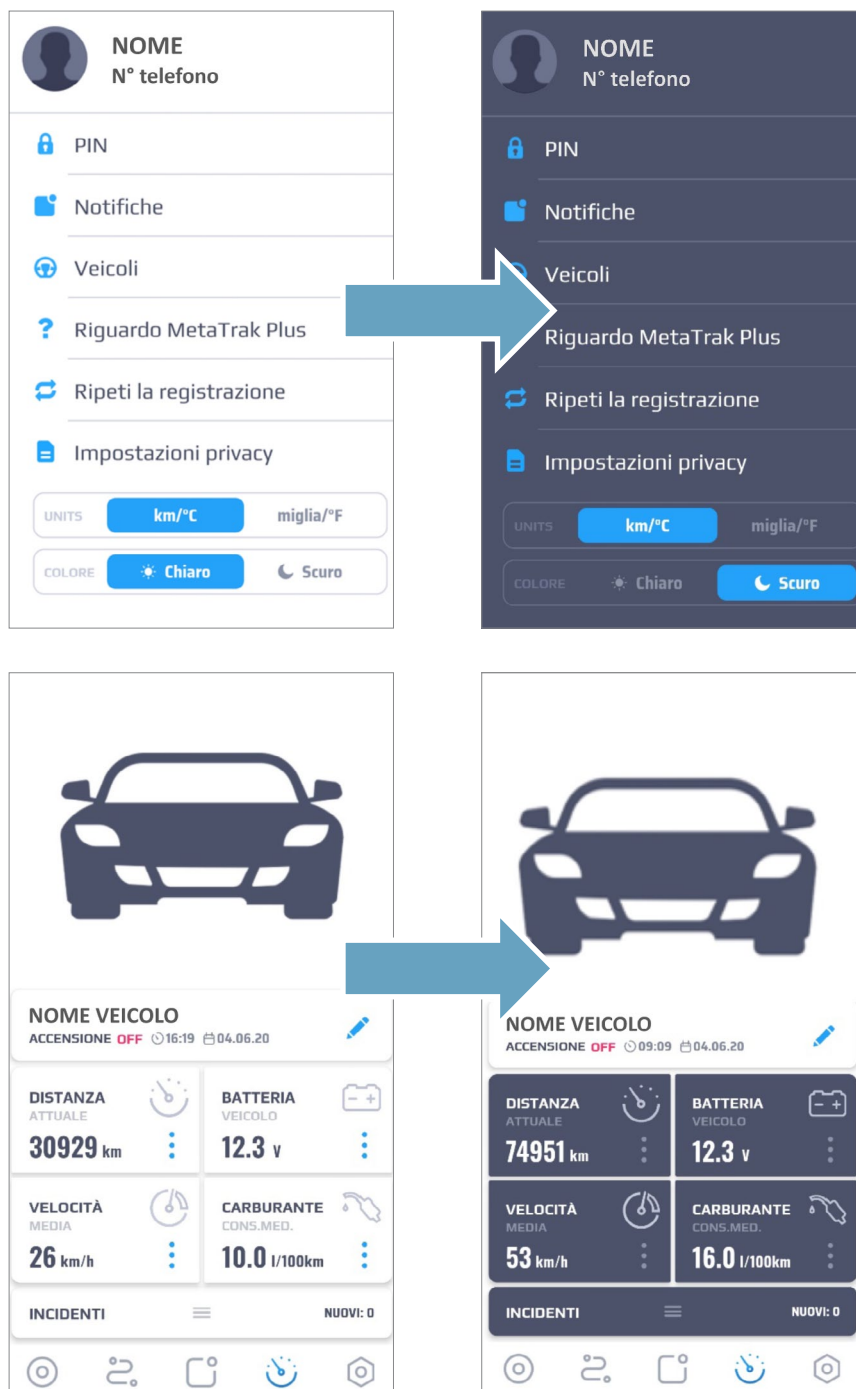 NOME
N° telefono
PIN
Notifiche
Veicoli
Riguardo MetaTrak Plus
Ripeti la registrazione
Impostazioni privacy
UNITS km/°C miglia/°F
COLORE Chiaro Scuro
NOME
N° telefono
PIN
Notifiche
Veicoli
Riguardo MetaTrak Plus
Ripeti la registrazione
Impostazioni privacy
UNITS km/°C miglia/°F
COLORE Chiaro Scuro
NOME VEICOLO
ACCENSIONE OFF 16:19 04.06.20
DISTANZA
ATTUALE
30929 km
BATTERIA
VEICOLO
12.3 V
VELOCITÀ
MEDIA
26 km/h
CARBURANTE
CONS.MED.
10.0 l/100km
INCIDENTI NUOVI: 0
NOME VEICOLO
ACCENSIONE OFF 09:09 04.06.20
DISTANZA
ATTUALE
74951 km
BATTERIA
VEICOLO
12.3 V
VELOCITÀ
MEDIA
53 km/h
CARBURANTE
CONS.MED.
16.0 l/100km
INCIDENTI NUOVI: 0